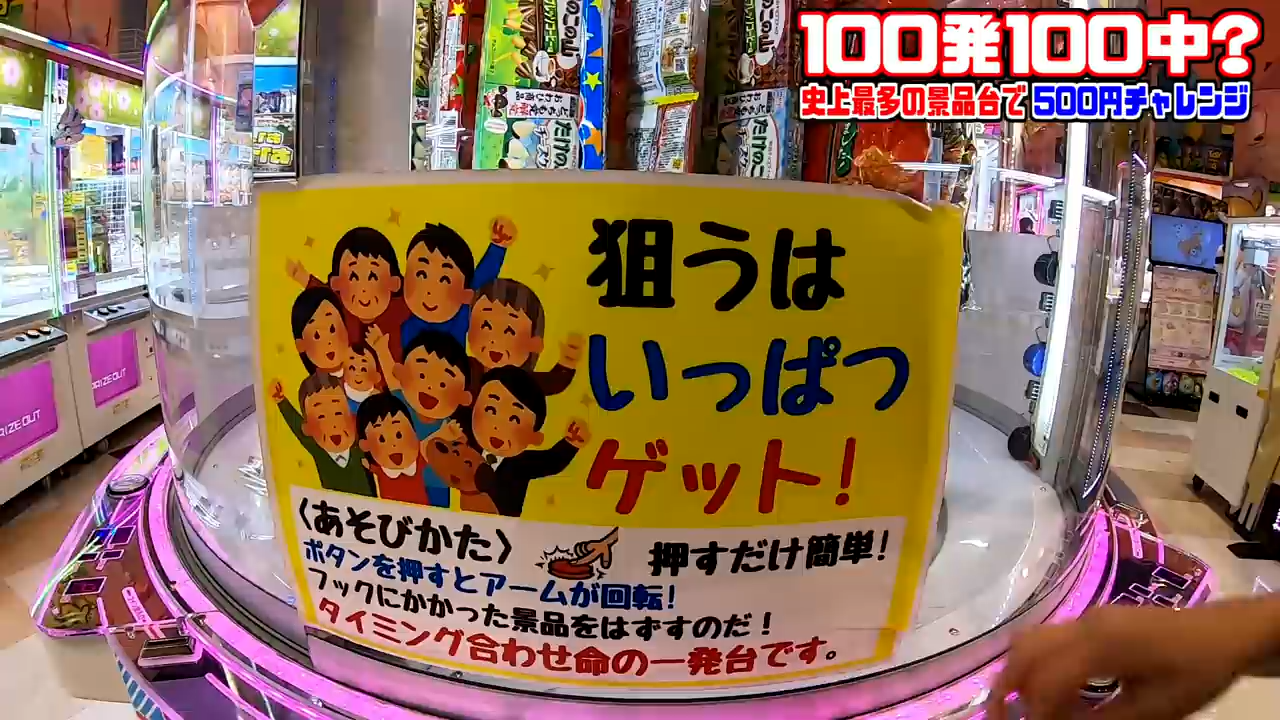 100発100中?
史上最多の景品台で500円チャレンジ
狙うは
いっぱつ
ゲット!
〈あそびかた〉
押すだけ簡単!
ボタンを押すとアームが回転!
フックにかかった景品をはずすのだ!
タイミング合わせ命の一発台です。
PRIZE OUT
PRIZE OUT